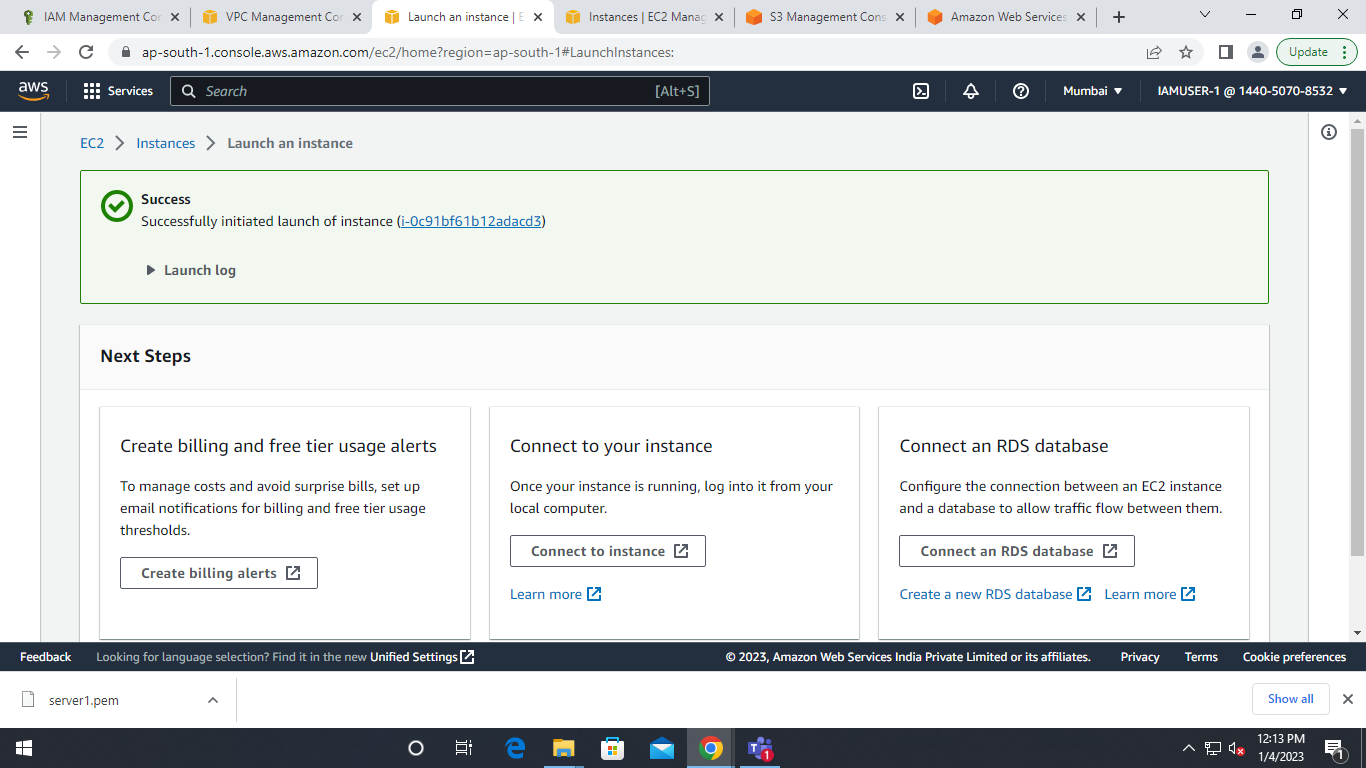 IAM Management Con
VPC Management Con
Launch an instance | E
Instances | EC2 Manag
S3 Management Cons
Amazon Web Services
ap-south-1.console.aws.amazon.com/ec2/home?region=ap-south-1#LaunchInstances:
Update
aws
Services
Search
[Alt+S]
Mumbai
IAMUSER-1 @ 1440-5070-8532
EC2 > Instances > Launch an instance
Success
Successfully initiated launch of instance (i-0c91bf61b12adacd3)
Launch log
Next Steps
Create billing and free tier usage alerts
To manage costs and avoid surprise bills, set up
email notifications for billing and free tier usage
thresholds.
Create billing alerts
Connect to your instance
Once your instance is running, log into it from your
local computer.
Connect to instance
Learn more
Connect an RDS database
Configure the connection between an EC2 instance
and a database to allow traffic flow between them.
Connect an RDS database
Create a new RDS database
Learn more
Feedback
Looking for language selection? Find it in the new Unified Settings
© 2023, Amazon Web Services India Private Limited or its affiliates.
Privacy
Terms
Cookie preferences
server1.pem
Show all
1
12:13 PM
1/4/2023
1